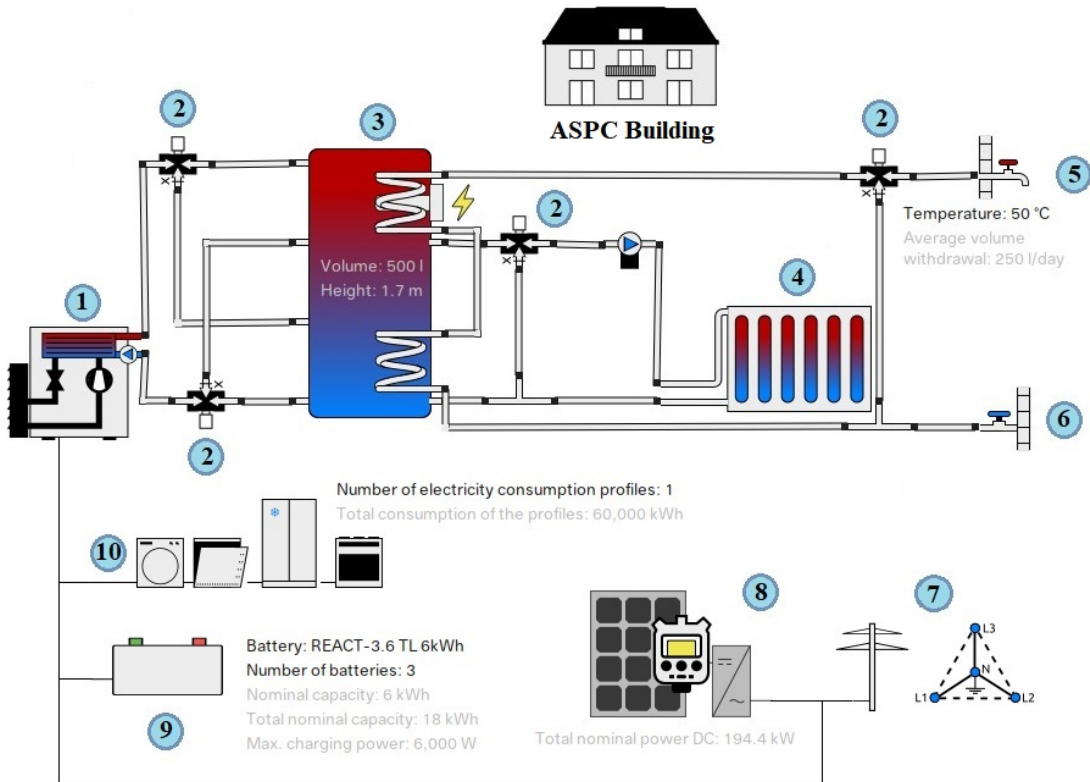 ASPC Building
2
3
2
5
Temperature: 50 °C
Average volume
withdrawal: 250 l/day
2
X
X
X
Volume: 500 l
Height: 1.7 m
X
4
1
X
2
6
Number of electricity consumption profiles: 1
Total consumption of the profiles: 60,000 kWh
10
8
7
L3
N
L1
L2
Battery: REACT-3.6 TL 6kWh
Number of batteries: 3
Nominal capacity: 6 kWh
Total nominal capacity: 18 kWh
Max. charging power: 6,000 W
9
Total nominal power DC: 194.4 kW